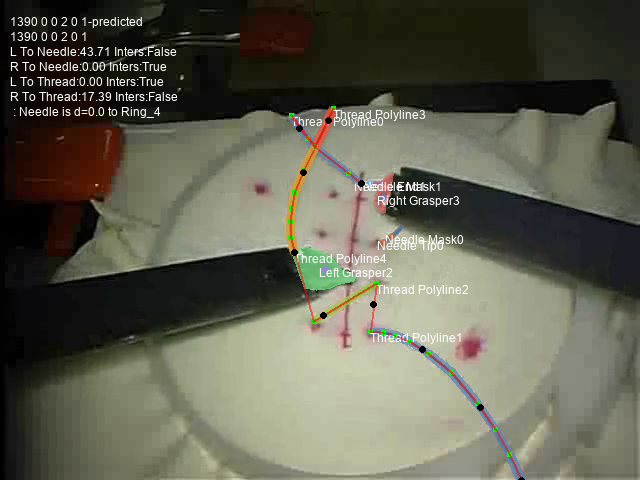 1390 0 0 2 0 1-predicted
1390 0 0 2 0 1
L To Needle:43.71 Inters:False
R To Needle:0.00 Inters:True
L To Thread:0.00 Inters:True
R To Thread:17.39 Inters:False
: Needle is d=0.0 to Ring_4
Thread Polyline3
Thread Polyline0
Needle Mask1
Right Grasper3
Needle Mask0
Needle Tip0
Thread Polyline4
Left Grasper2
Thread Polyline2
Thread Polyline1